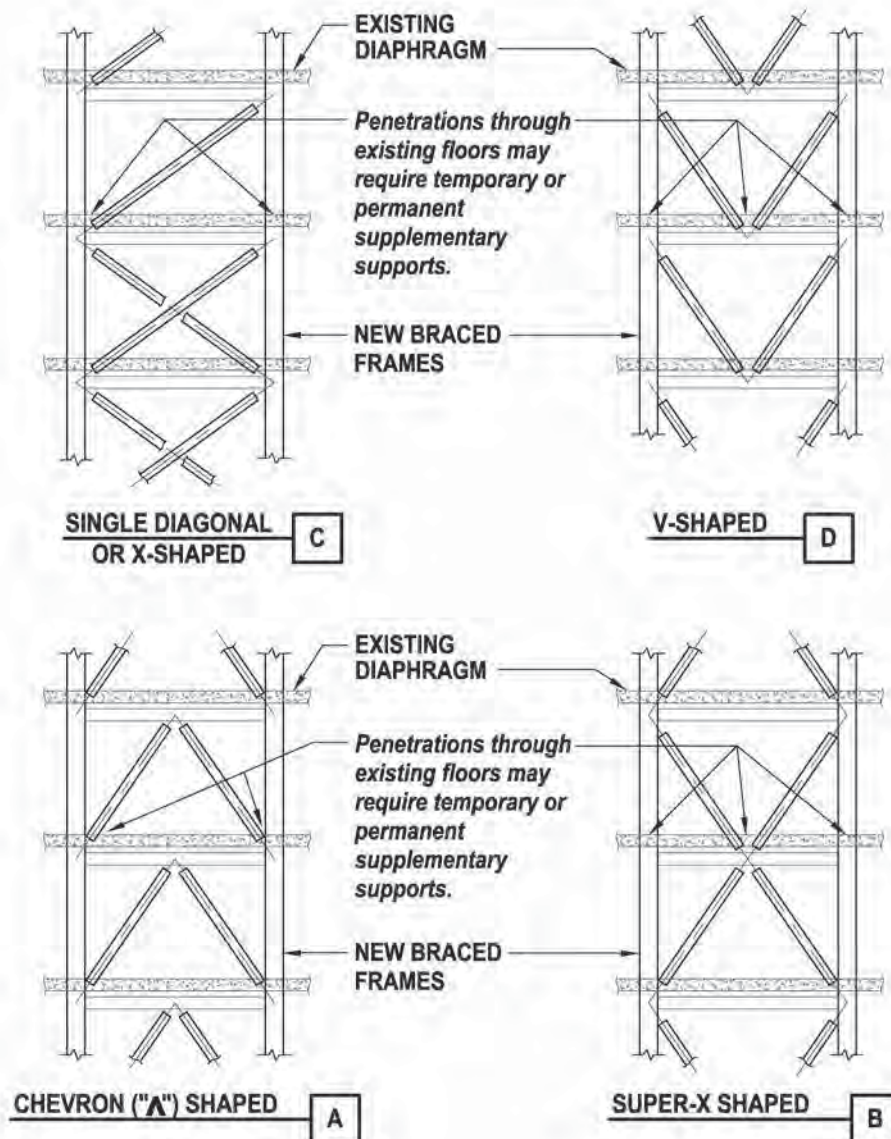 EXISTING
DIAPHRAGM
Penetrations through
existing floors may
require temporary or
permanent
supplementary
supports.
NEW BRACED
FRAMES
SINGLE DIAGONAL
OR X-SHAPED
C
V-SHAPED
D
EXISTING
DIAPHRAGM
Penetrations through
existing floors may
require temporary or
permanent
supplementary
supports.
NEW BRACED
FRAMES
CHEVRON ("Λ") SHAPED
A
SUPER-X SHAPED
B